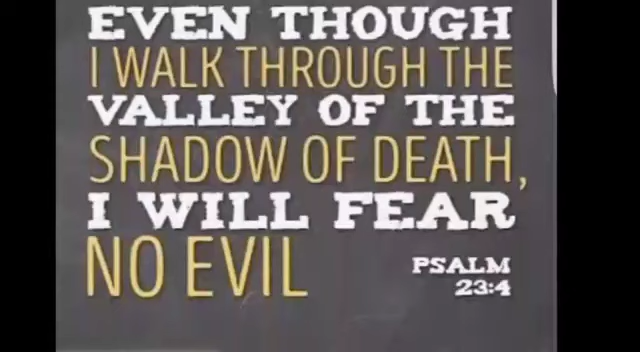 EVEN THOUGH
I WALK THROUGH THE
VALLEY OF THE
SHADOW OF DEATH,
I WILL FEAR
NO EVIL
PSALM
23:4